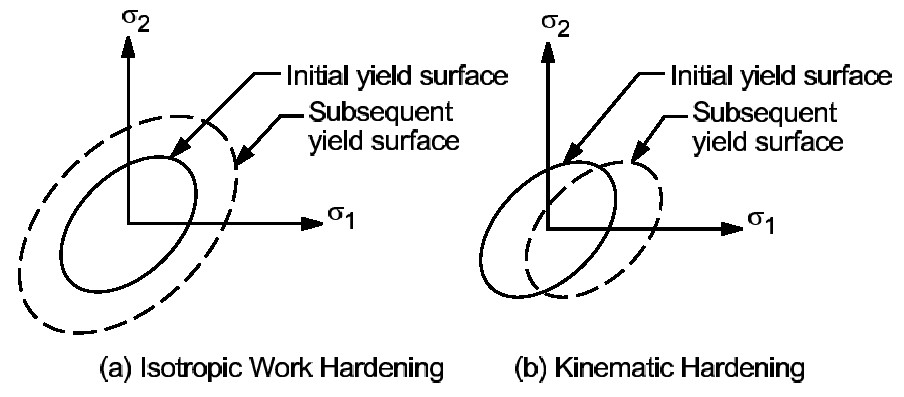 σ2
Initial yield surface
Subsequent
yield surface
σ1
(a) Isotropic Work Hardening
σ2
Initial yield surface
Subsequent
yield surface
σ1
(b) Kinematic Hardening